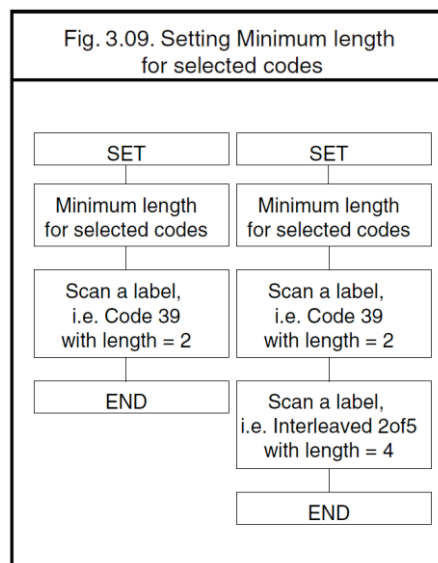 Fig. 3.09. Setting Minimum length
for selected codes
SET
Minimum length
for selected codes
Scan a label,
i.e. Code 39
with length = 2
END
SET
Minimum length
for selected codes
Scan a label,
i.e. Code 39
with length = 2
Scan a label,
i.e. Interleaved 2of5
with length = 4
END